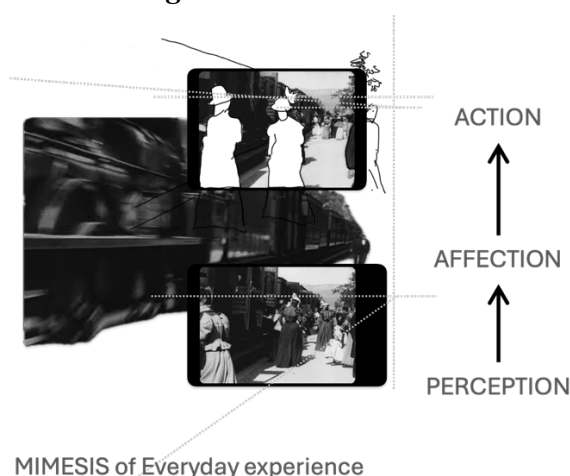 ACTION
AFFECTION
PERCEPTION
MIMESIS of Everyday experience